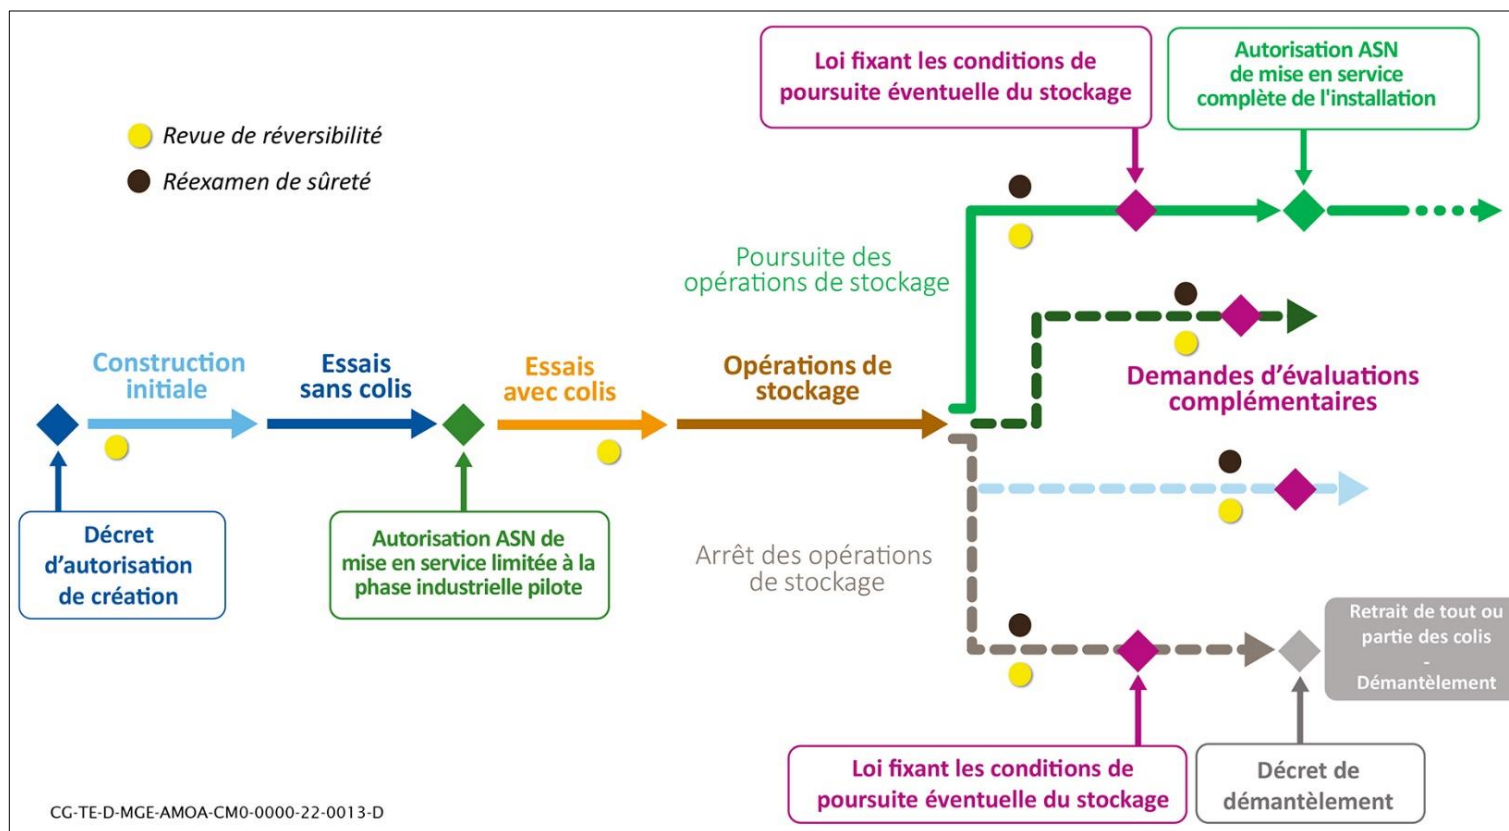 Loi fixant les conditions de
poursuite éventuelle du stockage
Autorisation ASN
de mise en service
complète de l'installation
Revue de réversibilité
Réexamen de sûreté
Poursuite des
opérations de stockage
Construction
initiale
Essais
sans colis
Essais
avec colis
Opérations de
stockage
Demandes d’évaluations
complémentaires
Décret
d’autorisation
de création
Autorisation ASN de
mise en service limitée à la
phase industrielle pilote
Arrêt des opérations
de stockage
Retrait de tout ou
partie des colis
-
Démantèlement
Loi fixant les conditions de
poursuite éventuelle du stockage
Décret de
démantèlement
CG-TE-D-MGE-AMOA-CM0-0000-22-0013-D